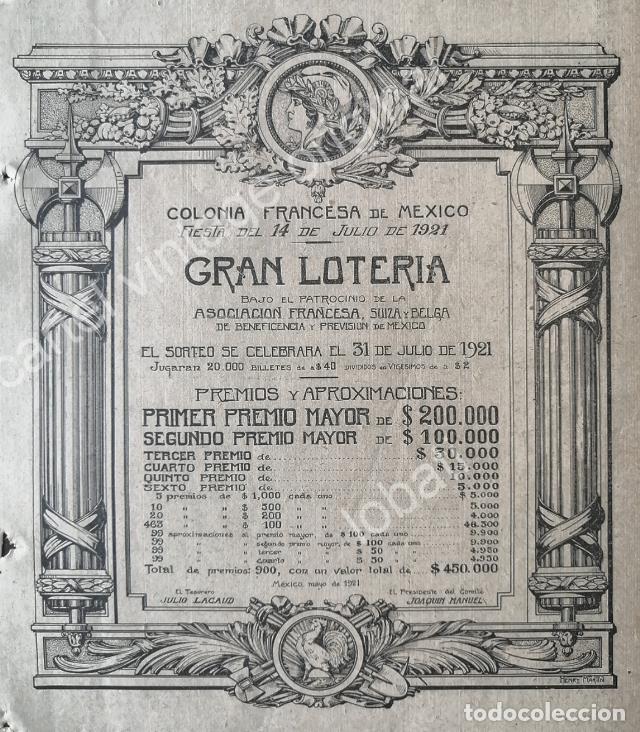 COLONIA FRANCESA DE MEXICO
FIESTA DEL 14 DE JULIO DE 1921
GRAN LOTERIA
BAJO EL PATROCINIO DE LA
ASOCIACION FRANCESA, SUIZA Y BELGA
DE BENEFICENCIA Y PREVISION DE MEXICO
EL SORTEO SE CELEBRARA EL 31 DE JULIO DE 1921
Jugaran 20.000 BILLETES de a $ 40 DIVIDIDOS en VIGESIMOS de a $ 2
PREMIOS Y APROXIMACIONES:
PRIMER PREMIO MAYOR DE $ 200.000
SEGUNDO PREMIO MAYOR DE $ 100.000
TERCER PREMIO de $ 30.000
CUARTO PREMIO de $ 15.000
QUINTO PREMIO de 10.000
SEXTO PREMIO de 5.000
5 premios de $ 1,000 cada uno $ 5.000
10 " " $ 500 " " 5.000
20 " " $ 200 " " 4.000
463 " " $ 100 " " 46.300
99 aproximaciones al premio mayor, de $ 100 cada uno 9.900
99 " " segundo premio mayor, de $ 100 cada uno 9.900
99 " " tercer " $ 50 " " 4.950
99 " " cuarto " $ 50 " " 4.950
Total de premios: 900, con un valor total de $ 450.000
México, mayo de 1921
El Tesorero El Presidente del Comité
JULIO LACAUD JOAQUIN MANUEL
HENRY MARTIN
cartel vintage
lobal
todocoleccion